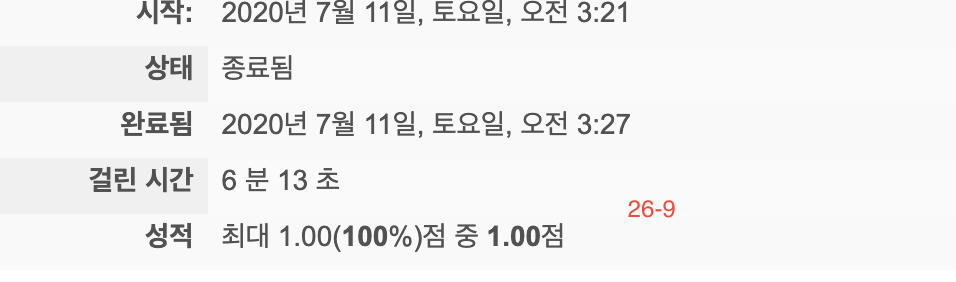 시작: 2020년 7월 11일, 토요일, 오전 3:21
상태 종료됨
완료됨 2020년 7월 11일, 토요일, 오전 3:27
걸린 시간 6 분 13 초
26-9
성적 최대 1.00(100%)점 중 1.00점